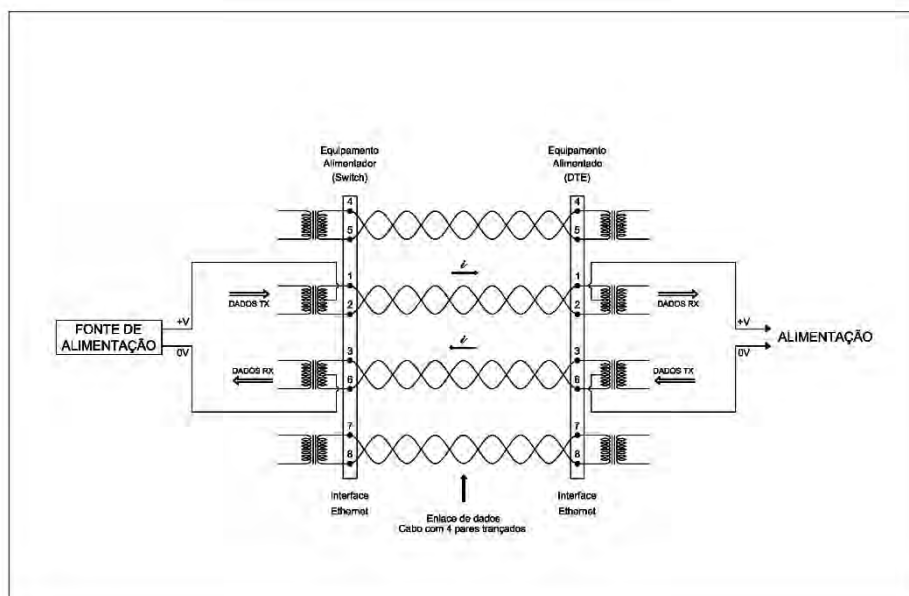 Equipamento
Alimentador
(Switch)
Equipamento
Alimentado
(DTE)
4
4
5
5
i
1
1
DADOS TX
DADOS RX
2
2
+V
+V
FONTE DE
ALIMENTAÇÃO
ALIMENTAÇÃO
0V
0V
i
3
3
DADOS RX
DADOS TX
6
6
7
7
8
8
Interface
Ethernet
Interface
Ethernet
Enlace de dados
Cabo com 4 pares trançados